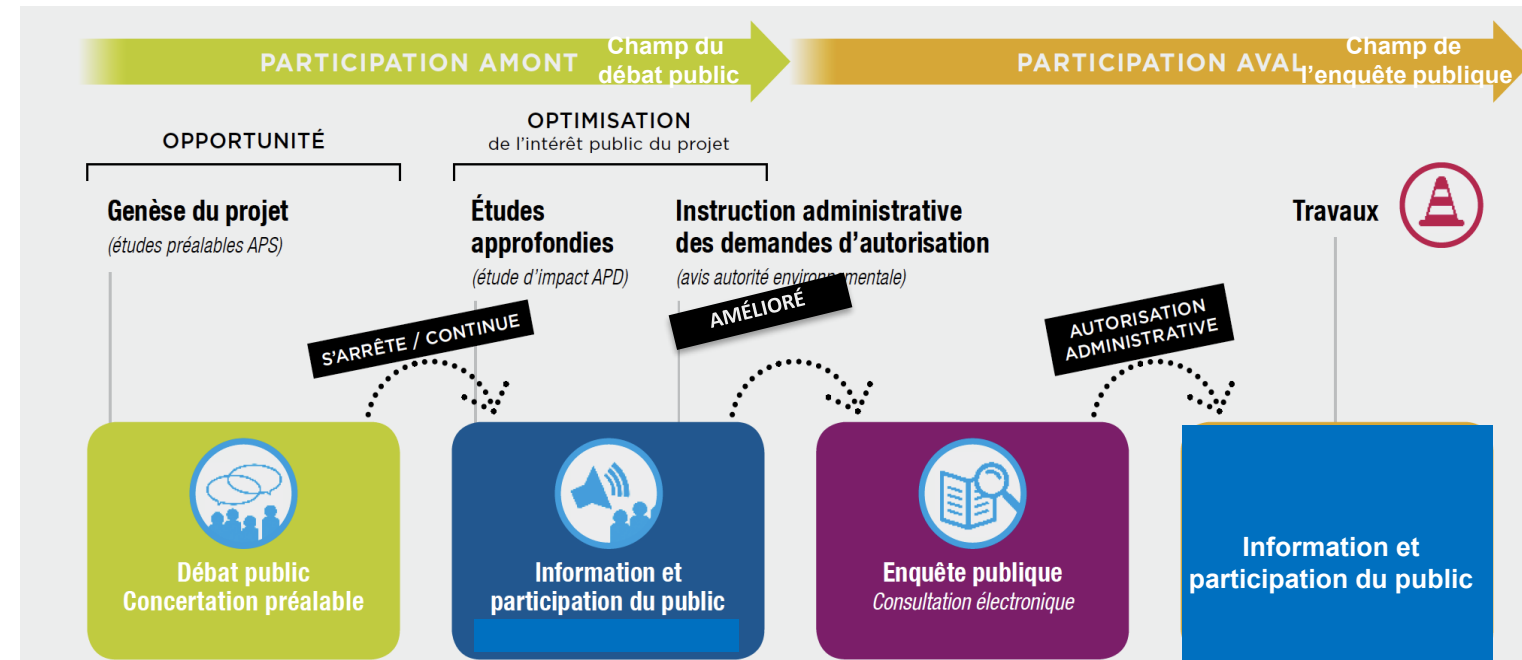 PARTICIPATION AMONT
Champ du
débat public
PARTICIPATION AVAL
Champ de
l'enquête publique
OPPORTUNITÉ
OPTIMISATION
de l'intérêt public du projet
Genèse du projet
(études préalables APS)
Études
approfondies
(étude d'impact APD)
Instruction administrative
des demandes d'autorisation
(avis autorité environnementale)
Travaux
S'ARRÊTE / CONTINUE
AMÉLIORÉ
AUTORISATION
ADMINISTRATIVE
Débat public
Concertation préalable
Information et
participation du public
Enquête publique
Consultation électronique
Information et
participation du public